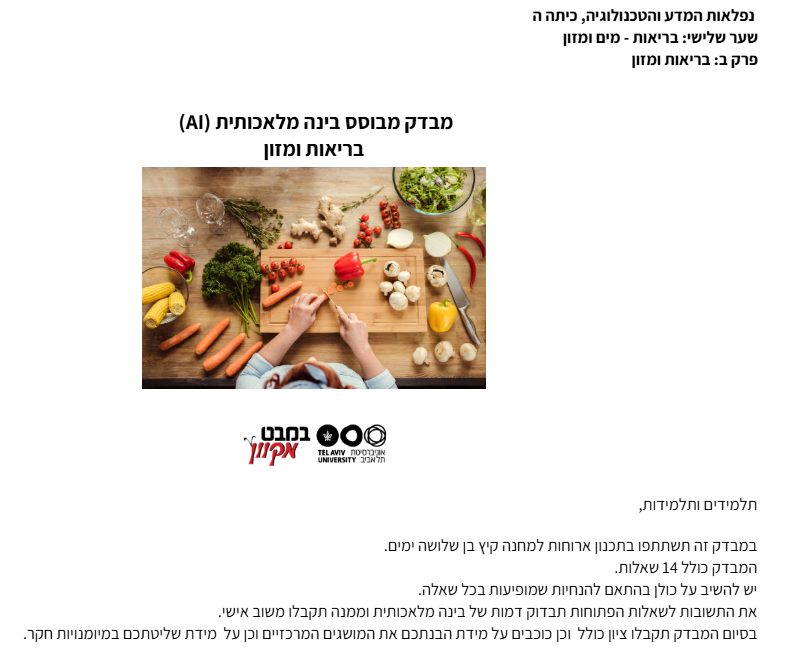 נפלאות המדע והטכנולוגיה, כיתה ה
שער שלישי: בריאות - מים ומזון
פרק ב: בריאות ומזון
מבדק מבוסס בינה מלאכותית (AI)
בריאות ומזון
במבט
מקוון
TEL AVIV אוניברסיטת
UNIVERSITY תל אביב
תלמידים ותלמידות,
במבדק זה תשתתפו בתכנון ארוחות למחנה קיץ בן שלושה ימים.
המבדק כולל 14 שאלות.
יש להשיב על כולן בהתאם להנחיות שמופיעות בכל שאלה.
את התשובות לשאלות הפתוחות תבדוק דמות של בינה מלאכותית וממנה תקבלו משוב אישי.
בסיום המבדק תקבלו ציון כולל וכן כוכבים על מידת הבנתכם את המושגים המרכזיים וכן על מידת שליטתכם במיומנויות חקר.